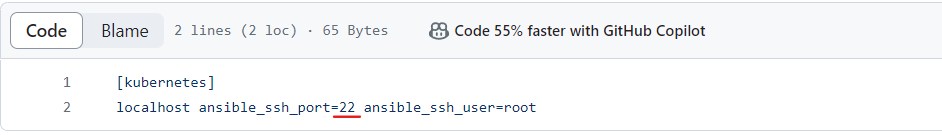 Code Blame 2 lines (2 loc) · 65 Bytes Code 55% faster with GitHub Copilot
1 [kubernetes]
2 localhost ansible_ssh_port=22 ansible_ssh_user=root